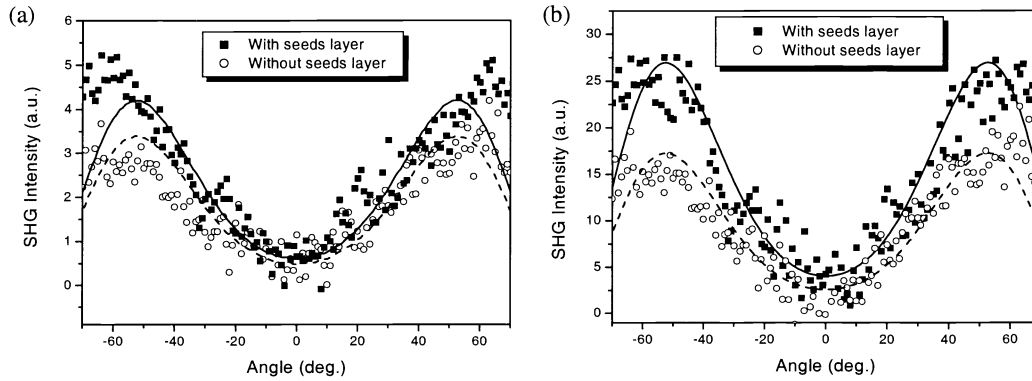 (a)
With seeds layer
Without seeds layer
SHG Intensity (a.u.)
6
5
4
3
2
1
0
-60 -40 -20 0 20 40 60
Angle (deg.)
(b)
With seeds layer
Without seeds layer
SHG Intensity (a.u.)
30
25
20
15
10
5
0
-60 -40 -20 0 20 40 60
Angle (deg.)